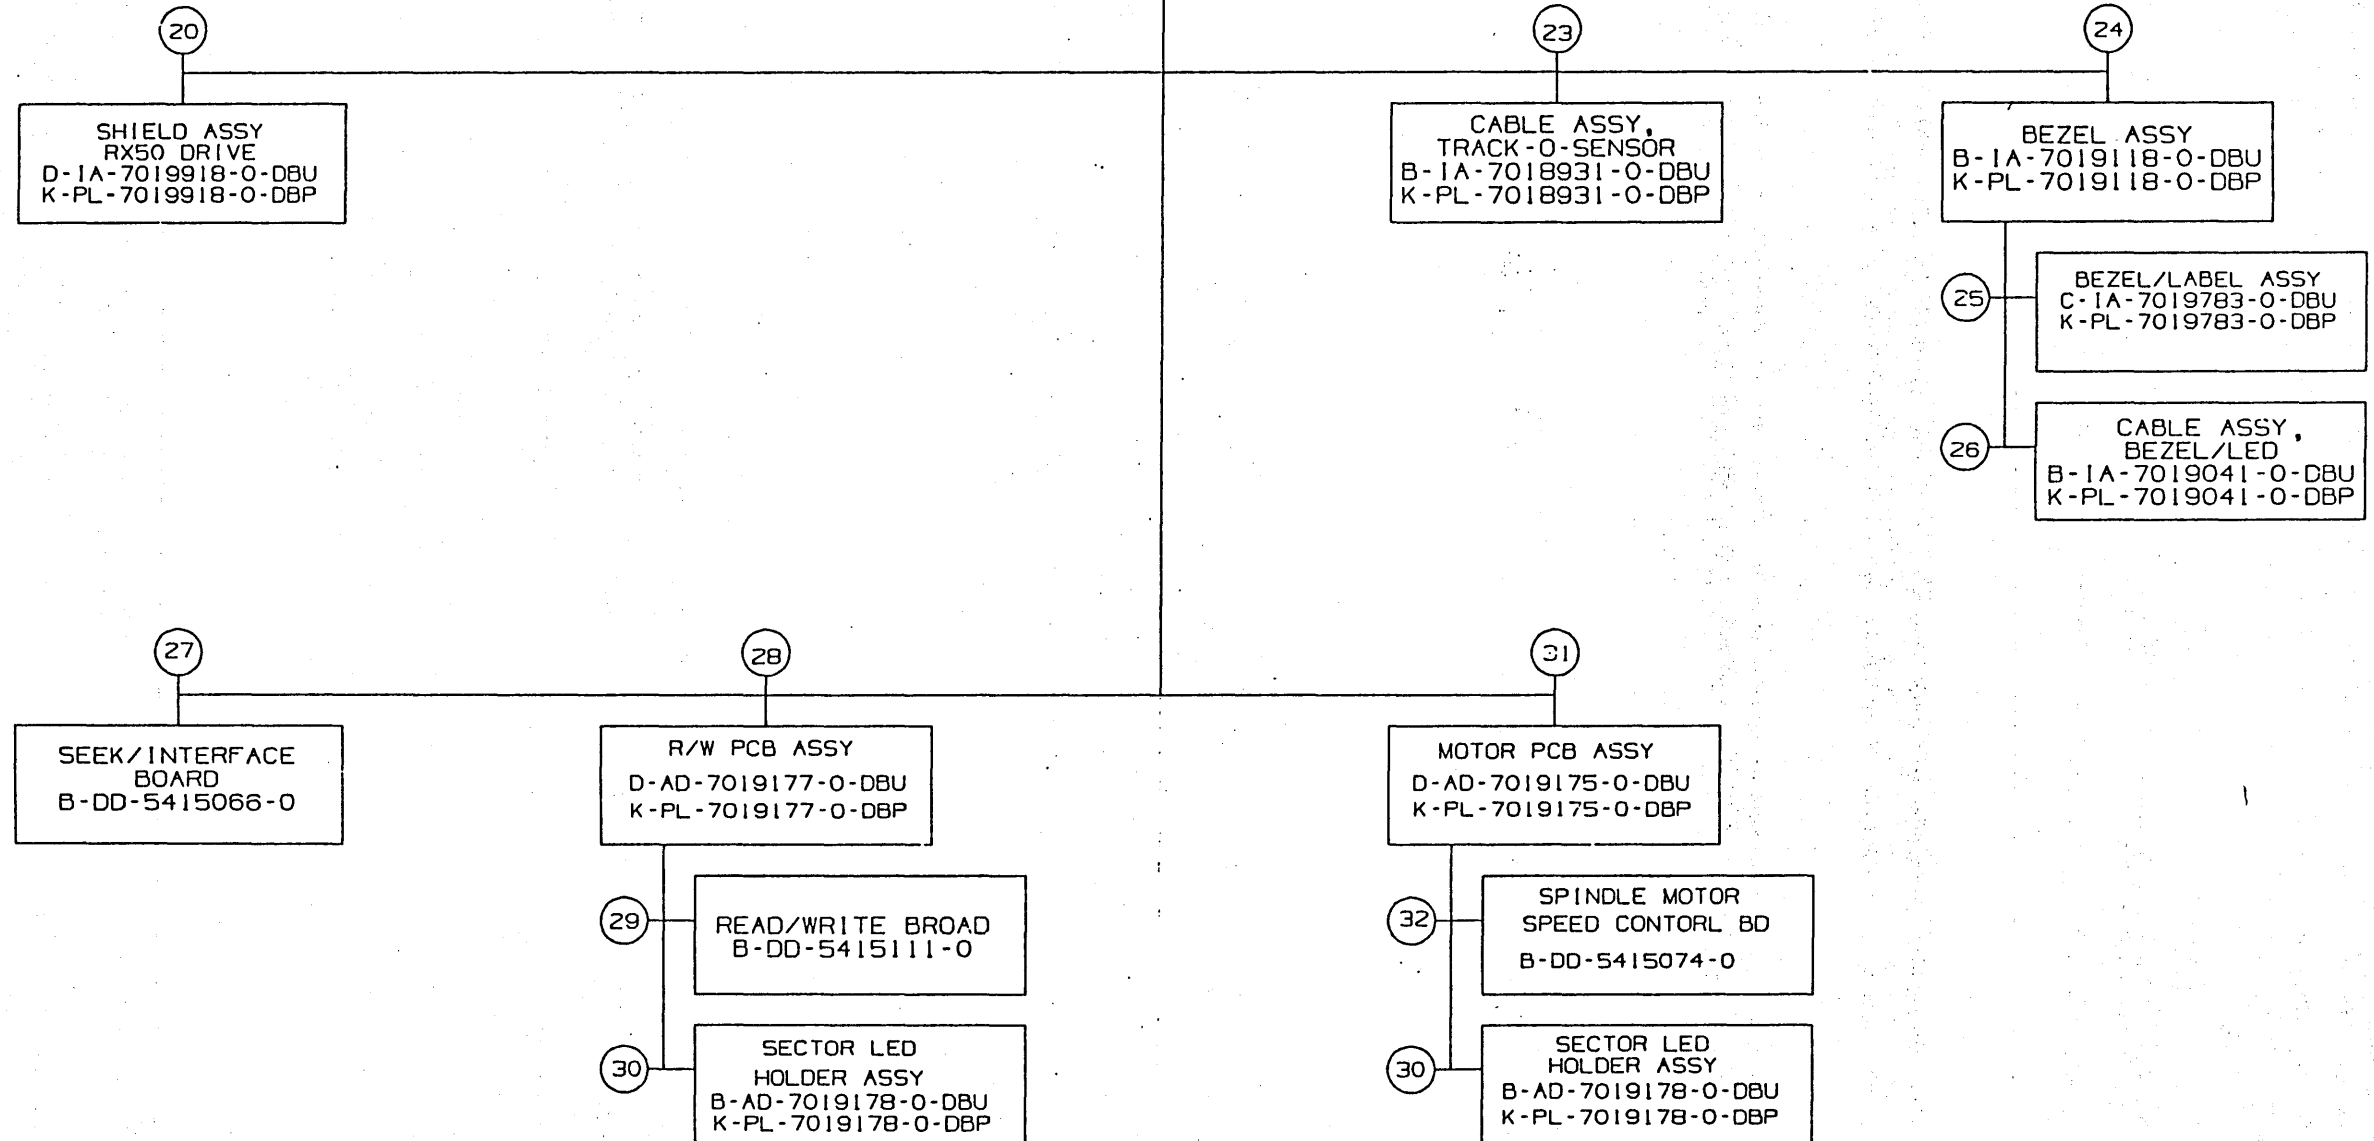 20
SHIELD ASSY
RX50 DRIVE
D-IA-7019918-0-DBU
K-PL-7019918-0-DBP
23
CABLE ASSY,
TRACK-0-SENSOR
B-IA-7018931-0-DBU
K-PL-7018931-0-DBP
24
BEZEL ASSY
B-IA-7019118-0-DBU
K-PL-7019118-0-DBP
25
BEZEL/LABEL ASSY
C-IA-7019783-0-DBU
K-PL-7019783-0-DBP
26
CABLE ASSY,
BEZEL/LED
B-IA-7019041-0-DBU
K-PL-7019041-0-DBP
27
SEEK/INTERFACE
BOARD
B-DD-5415066-0
28
R/W PCB ASSY
D-AD-7019177-0-DBU
K-PL-7019177-0-DBP
29
READ/WRITE BROAD
B-DD-5415111-0
30
SECTOR LED
HOLDER ASSY
B-AD-7019178-0-DBU
K-PL-7019178-0-DBP
31
MOTOR PCB ASSY
D-AD-7019175-0-DBU
K-PL-7019175-0-DBP
32
SPINDLE MOTOR
SPEED CONTORL BD
B-DD-5415074-0
30
SECTOR LED
HOLDER ASSY
B-AD-7019178-0-DBU
K-PL-7019178-0-DBP